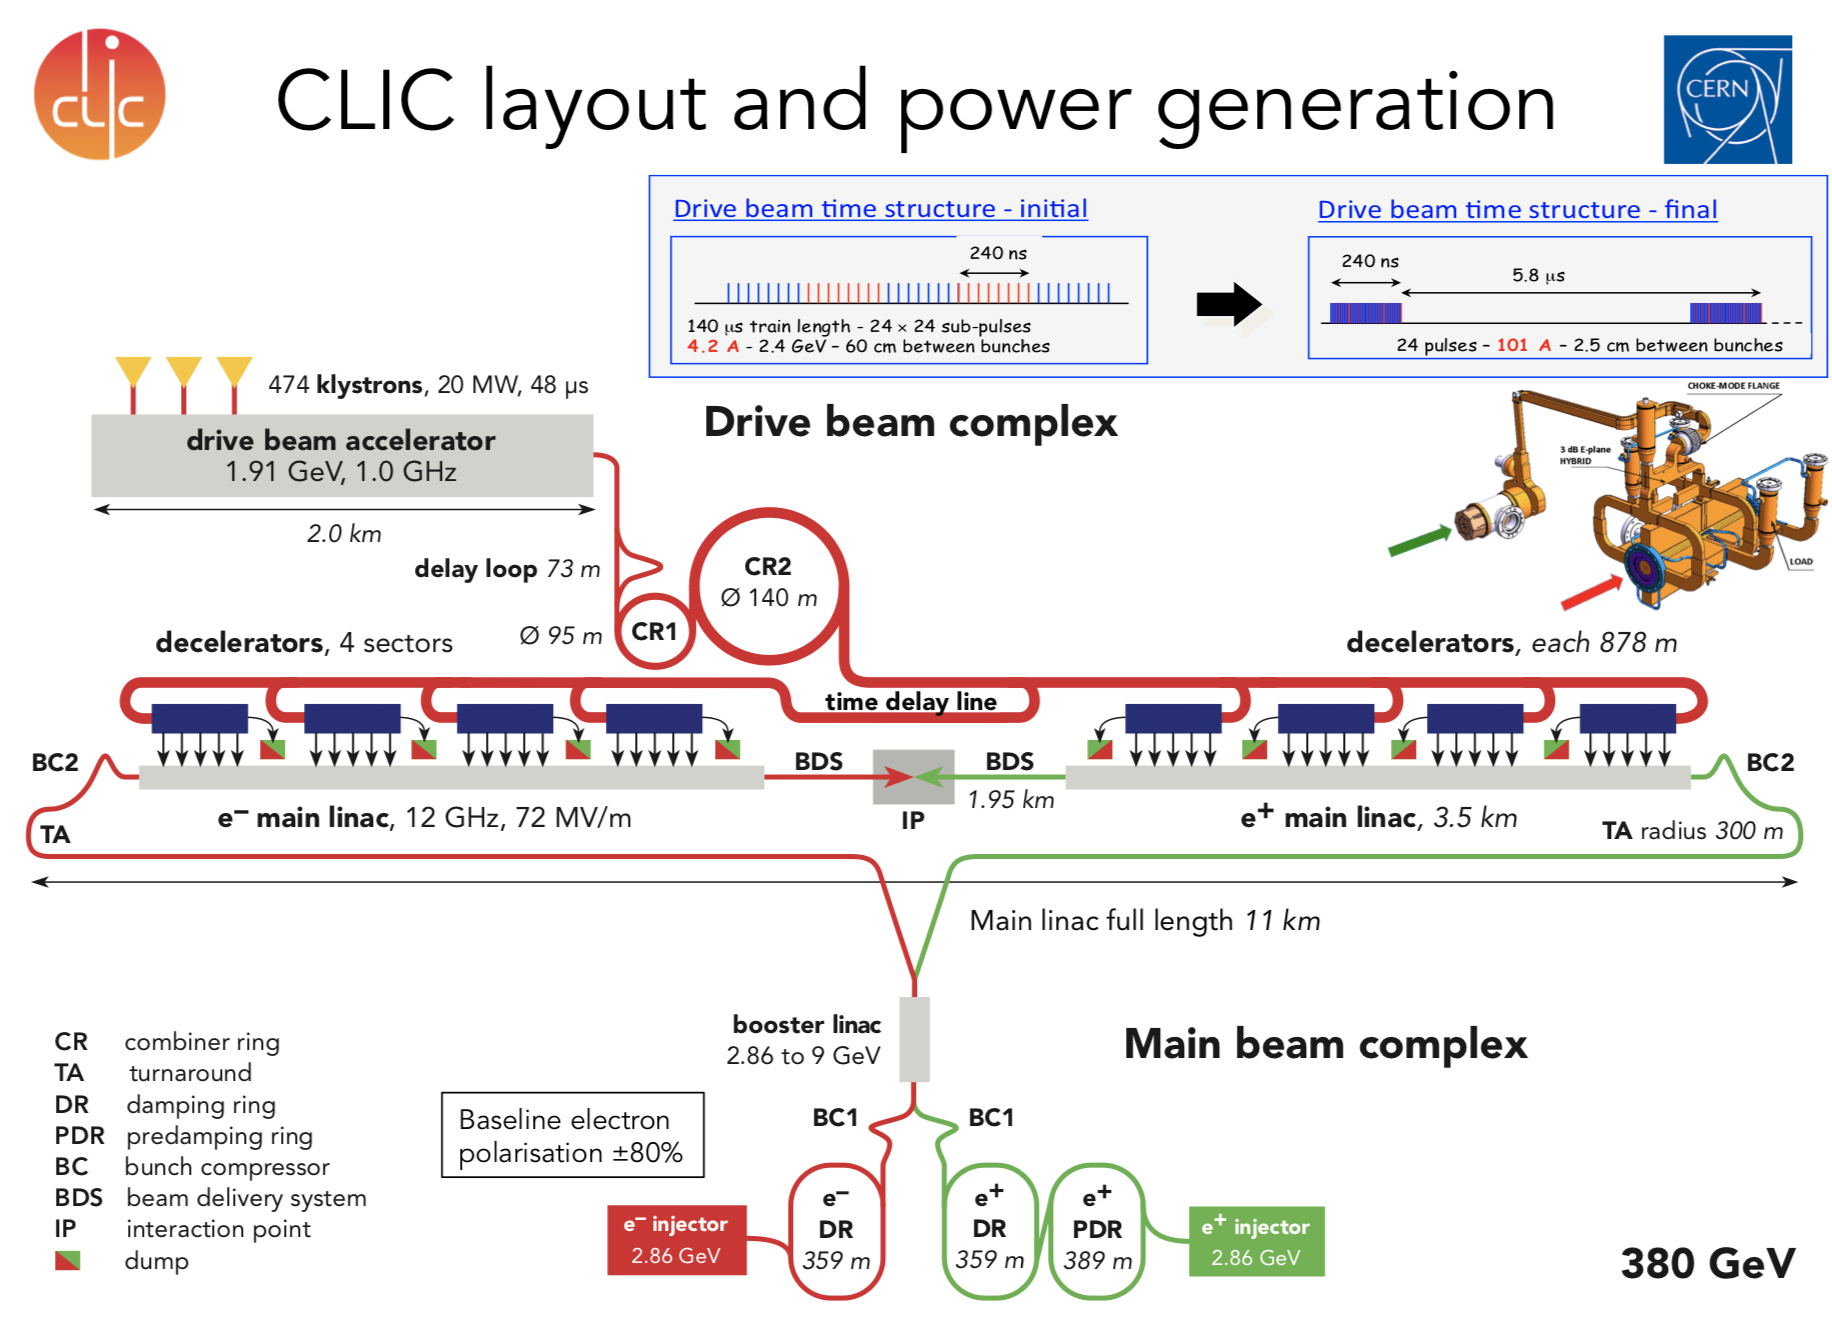 clic
CLIC layout and power generation
CERN
Drive beam time structure - initial
240 ns
140 μs train length - 24 × 24 sub-pulses
4.2 A - 2.4 GeV – 60 cm between bunches
Drive beam time structure - final
240 ns
5.8 μs
24 pulses – 101 A – 2.5 cm between bunches
474 klystrons, 20 MW, 48 μs
drive beam accelerator
1.91 GeV, 1.0 GHz
2.0 km
Drive beam complex
CHOKE-MODE FLANGE
3 dB E-plane
HYBRID
LOAD
delay loop 73 m
CR2
Ø 140 m
CR1
Ø 95 m
decelerators, 4 sectors
decelerators, each 878 m
time delay line
BC2
BDS
BDS
BC2
1.95 km
IP
e– main linac, 12 GHz, 72 MV/m
e+ main linac, 3.5 km
TA
TA radius 300 m
Main linac full length 11 km
booster linac
2.86 to 9 GeV
Main beam complex
CR combiner ring
TA turnaround
DR damping ring
PDR predamping ring
BC bunch compressor
BDS beam delivery system
IP interaction point
dump
Baseline electron
polarisation ±80%
BC1
BC1
e– injector
2.86 GeV
e–
DR
359 m
e+
DR
359 m
e+
PDR
389 m
e+ injector
2.86 GeV
380 GeV